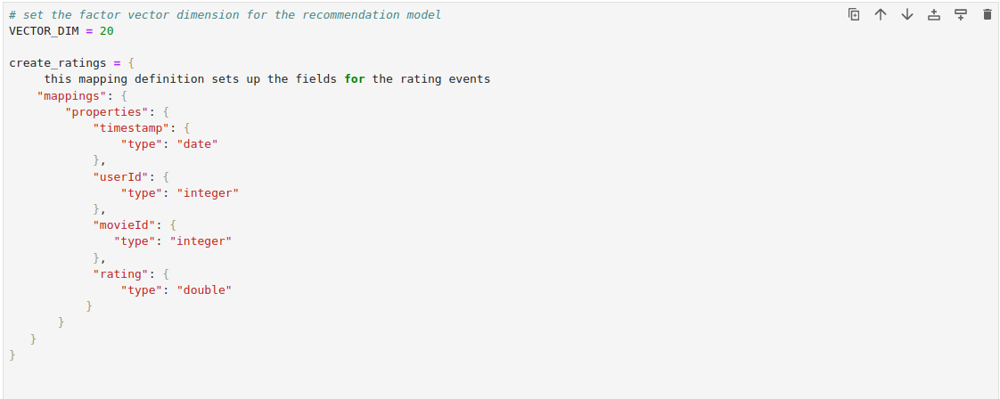 # set the factor vector dimension for the recommendation model
VECTOR_DIM = 20

create_ratings = {
     this mapping definition sets up the fields for the rating events
    "mappings": {
        "properties": {
            "timestamp": {
                "type": "date"
            },
            "userId": {
                "type": "integer"
            },
            "movieId": {
               "type": "integer"
            },
            "rating": {
                "type": "double"
           }
       }
   }
}